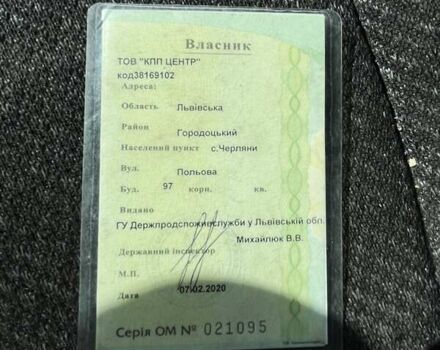 Власник
ТОВ "КПП ЦЕНТР"
код38169102
Адреса:
Область Львівська
Район Городоцький
Населений пункт с.Черляни
Вул. Польова
Буд. 97 корп. кв.
Видано
ГУ Держпродспоживслужби у Львівській обл.
Михайлюк В.В.
Державний інспектор
М.П.
Дата 07.02.2020
Серія ОМ № 021095